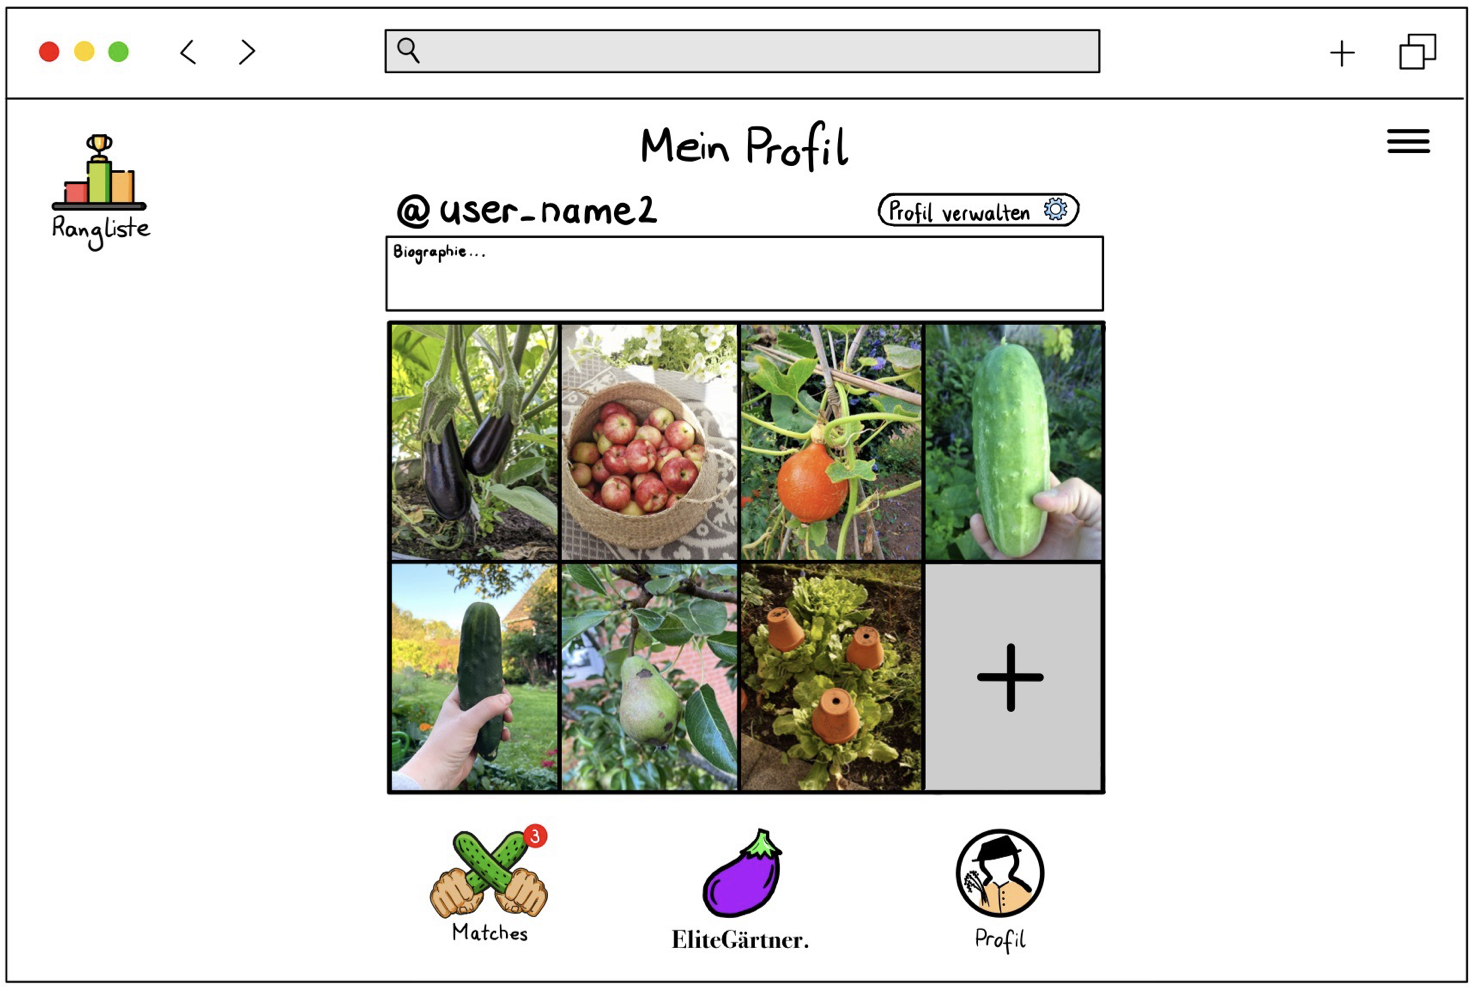 Mein Profil
Rangliste
@user_name2
Profil verwalten
Biographie...
3
Matches
EliteGärtner.
Profil